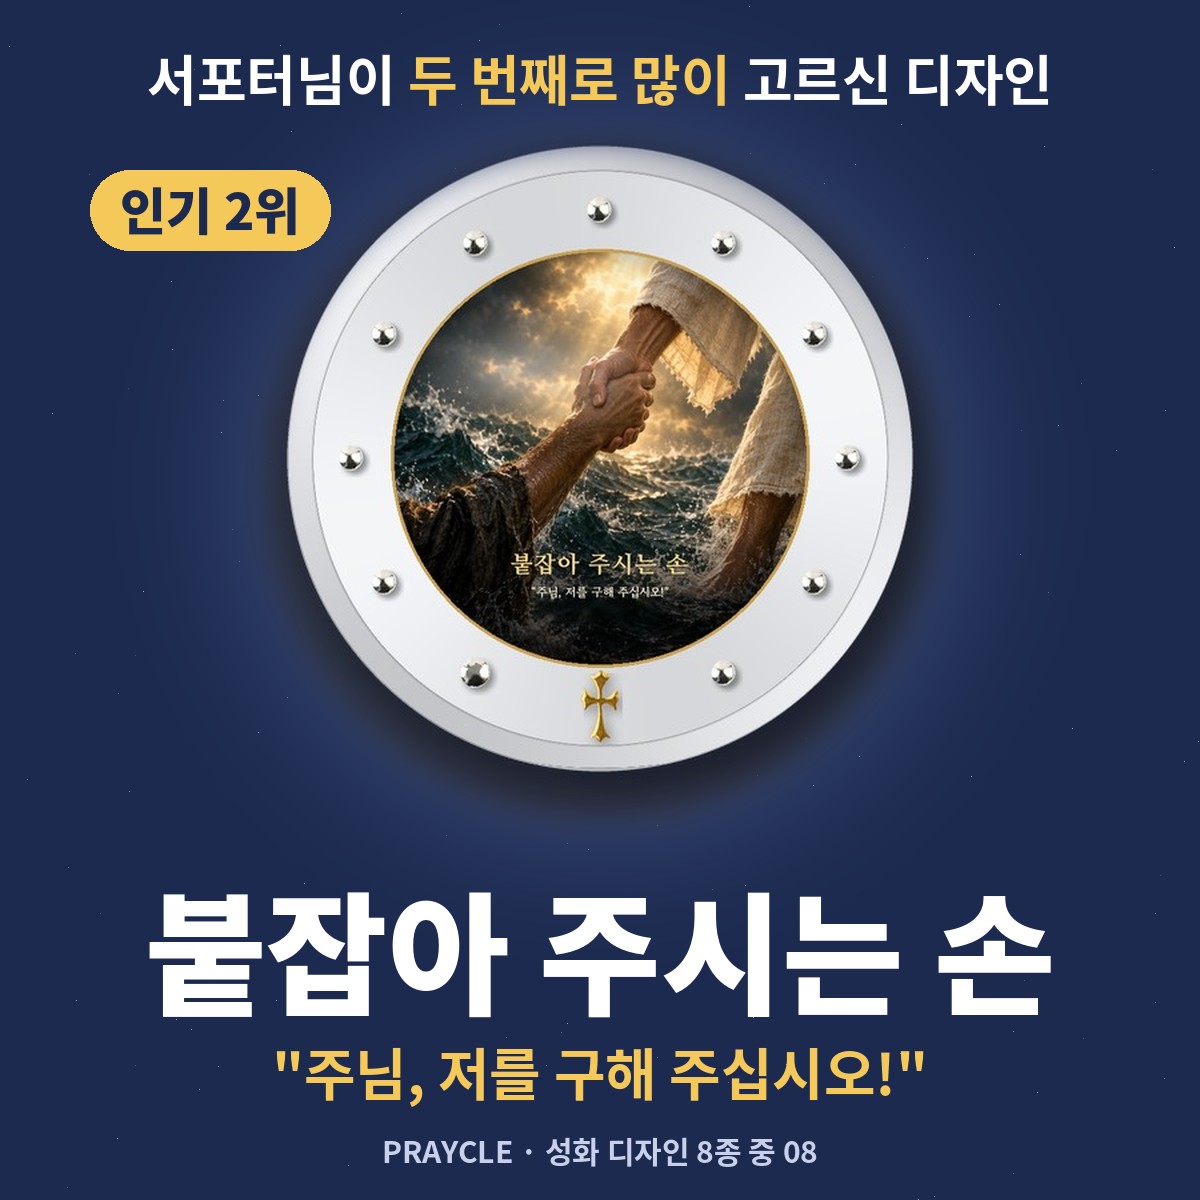 서포터님이 두 번째로 많이 고르신 디자인
인기 2위
붙잡아 주시는 손
"주님, 저를 구해 주십시오!"
붙잡아 주시는 손
"주님, 저를 구해 주십시오!"
PRAYCLE · 성화 디자인 8종 중 08